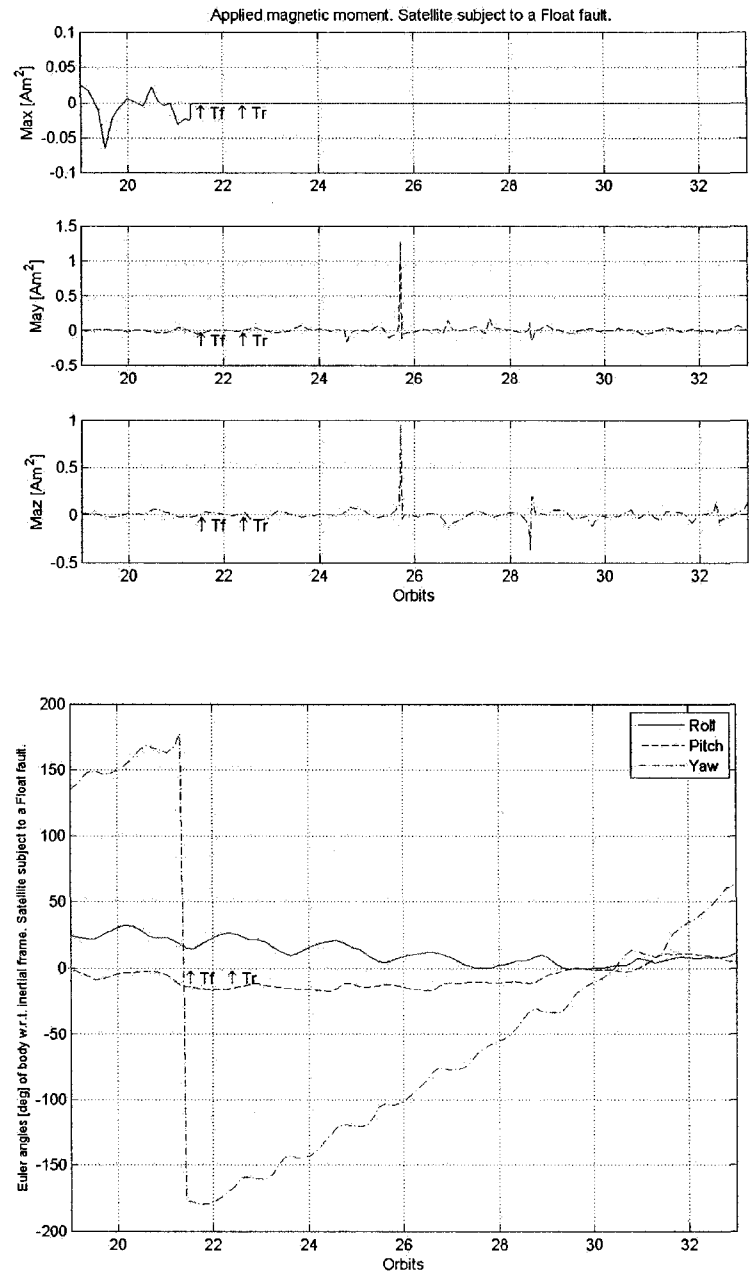 Applied magnetic moment. Satellite subject to a Float fault.
Max [Am²]
0.1
0.05
0
-0.05
-0.1
↑ Tf ↑ Tr
20 22 24 26 28 30 32
May [Am²]
1.5
1
0.5
0
-0.5
↑ Tf ↑ Tr
20 22 24 26 28 30 32
Maz [Am²]
1
0.5
0
-0.5
↑ Tf ↑ Tr
20 22 24 26 28 30 32
Orbits
Euler angles [deg] of body w.r.t. inertial frame. Satellite subject to a Float fault.
200
150
100
50
0
-50
-100
-150
-200
Roll
Pitch
Yaw
↑ Tf ↑ Tr
20 22 24 26 28 30 32
Orbits